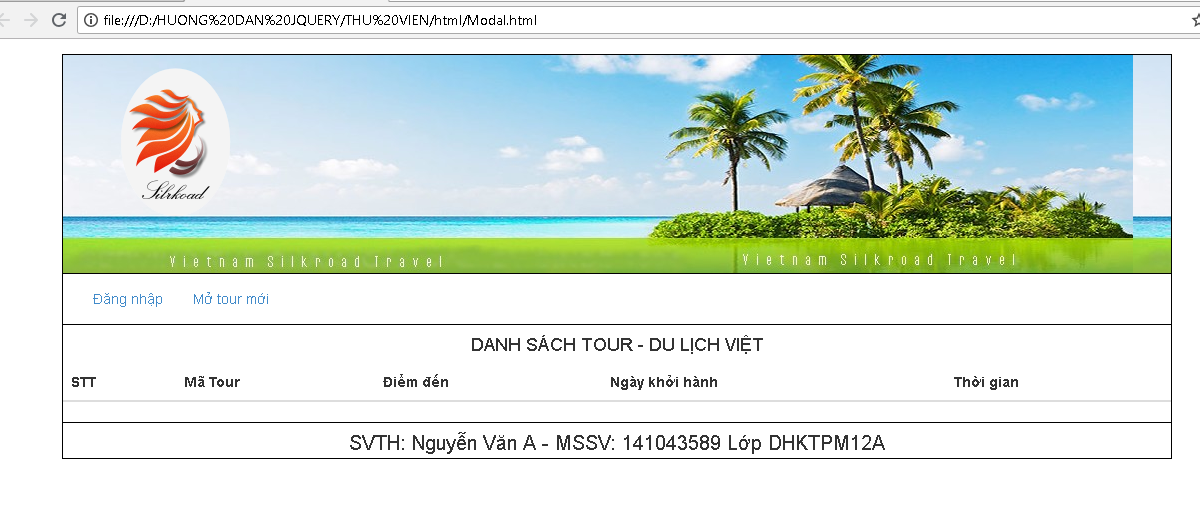 file:///D:/HUONG%20DAN%20JQUERY/THU%20VIEN/html/Modal.html
Silrkoad
Vietnam Silkroad Travel
Vietnam Silkroad Travel
Đăng nhập Mở tour mới
DANH SÁCH TOUR - DU LỊCH VIỆT
STT Mã Tour Điểm đến Ngày khởi hành Thời gian
SVTH: Nguyễn Văn A - MSSV: 141043589 Lớp DHKTPM12A